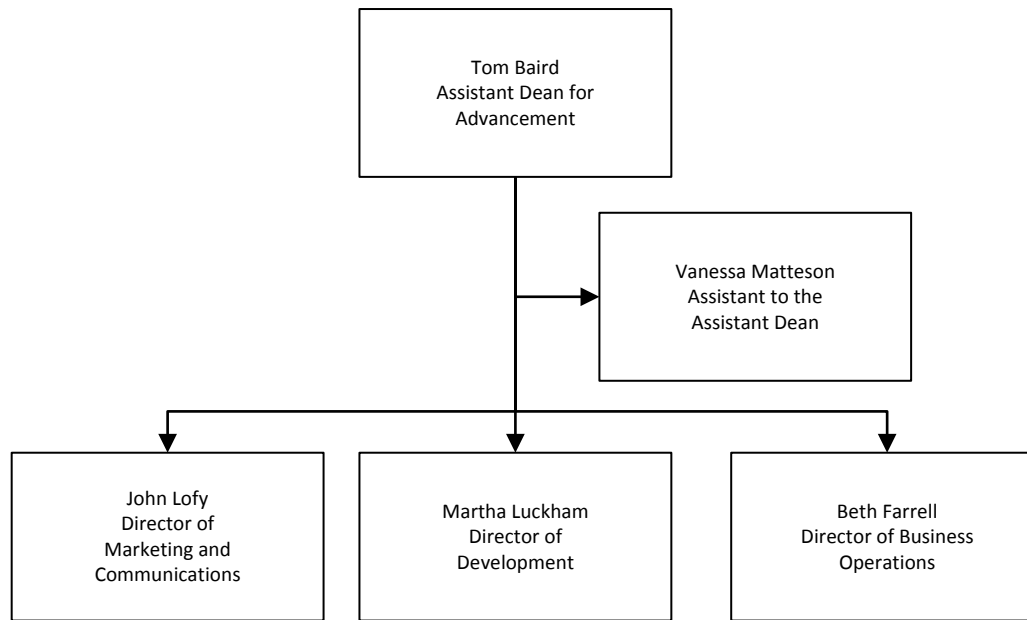 Tom Baird
Assistant Dean for
Advancement
Vanessa Matteson
Assistant to the
Assistant Dean
John Lofy
Director of
Marketing and
Communications
Martha Luckham
Director of
Development
Beth Farrell
Director of Business
Operations